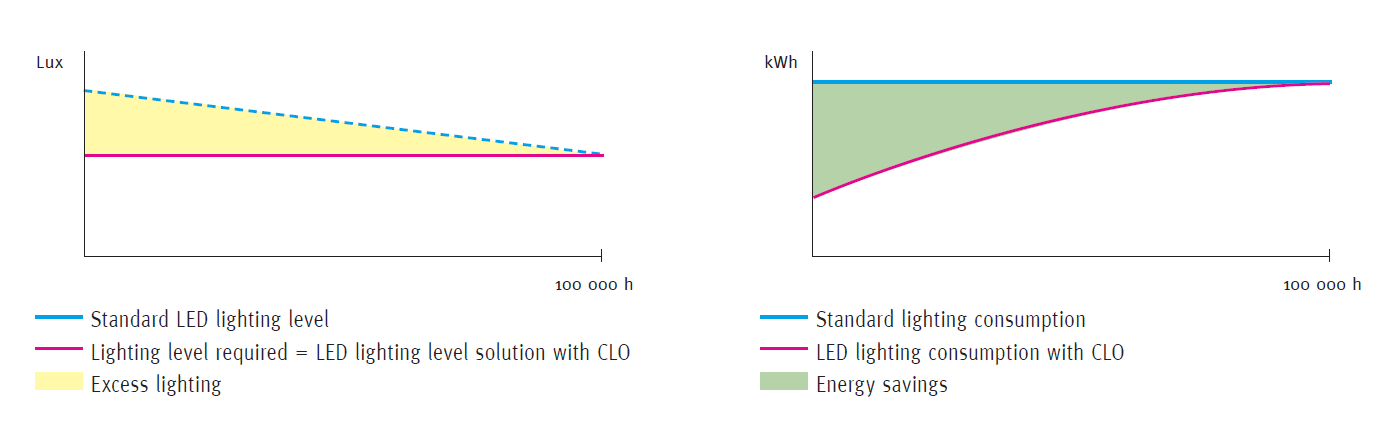 Lux
100 000 h
Standard LED lighting level
Lighting level required = LED lighting level solution with CLO
Excess lighting
kWh
100 000 h
Standard lighting consumption
LED lighting consumption with CLO
Energy savings